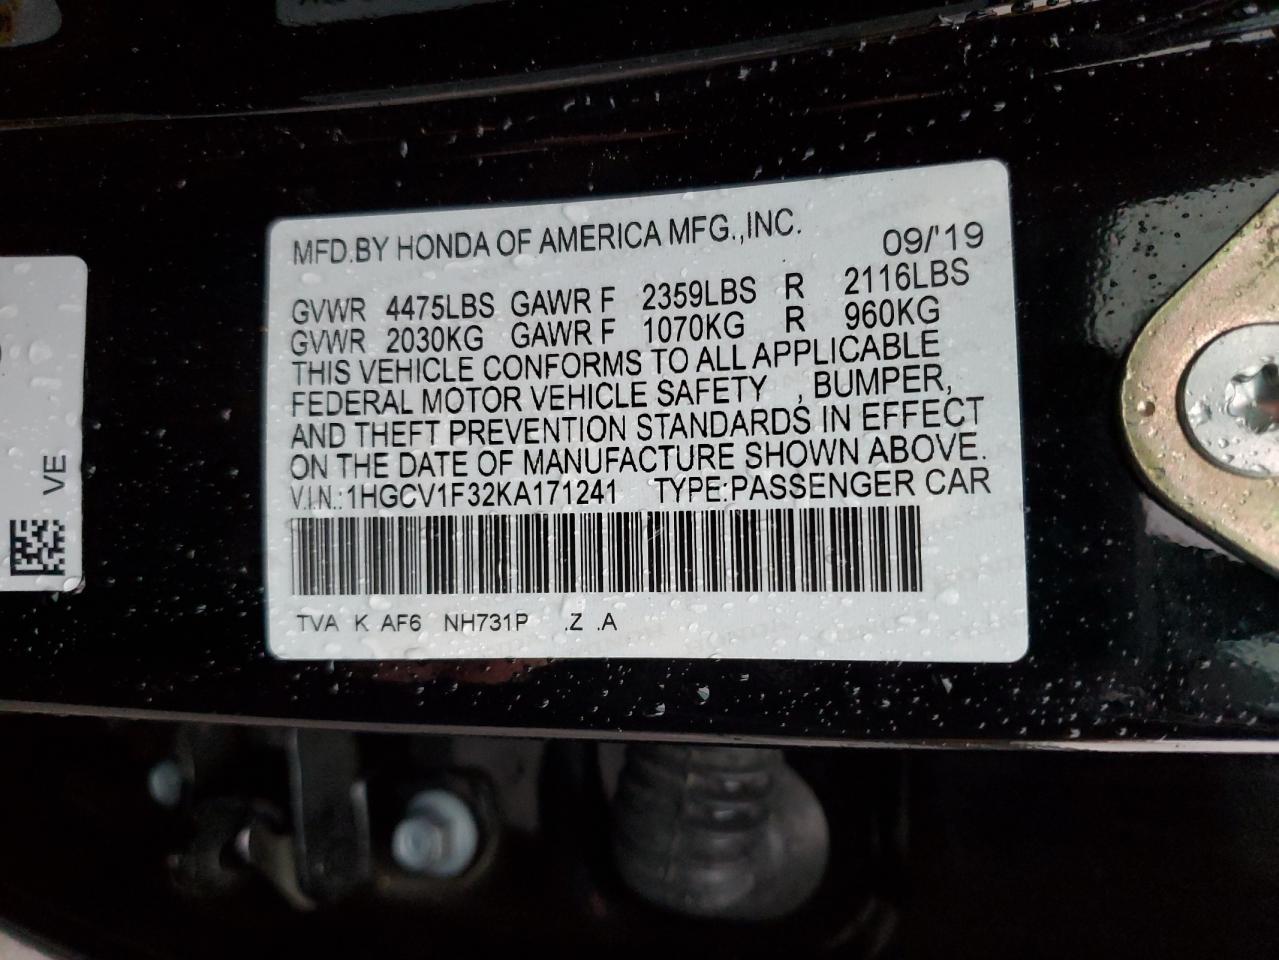 MFD.BY HONDA OF AMERICA MFG.,INC. 09/'19
GVWR 4475LBS GAWR F 2359LBS R 2116LBS
GVWR 2030KG GAWR F 1070KG R 960KG
THIS VEHICLE CONFORMS TO ALL APPLICABLE
FEDERAL MOTOR VEHICLE SAFETY , BUMPER,
AND THEFT PREVENTION STANDARDS IN EFFECT
ON THE DATE OF MANUFACTURE SHOWN ABOVE.
V.I.N.:1HGCV1F32KA171241 TYPE:PASSENGER CAR
TVA K AF6 NH731P .Z .A
VE